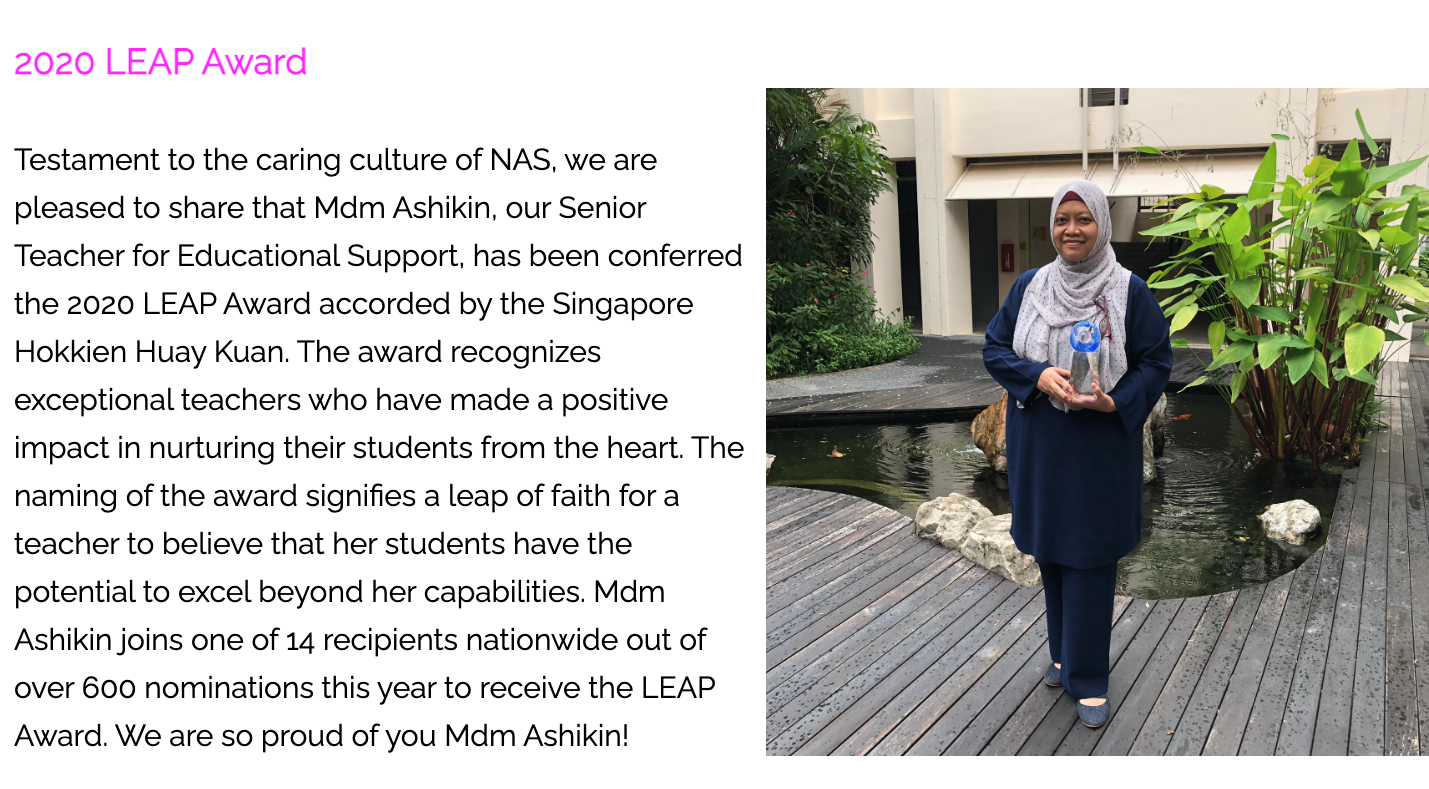 2020 LEAP Award
Testament to the caring culture of NAS, we are
pleased to share that Mdm Ashikin, our Senior
Teacher for Educational Support, has been conferred
the 2020 LEAP Award accorded by the Singapore
Hokkien Huay Kuan. The award recognizes
exceptional teachers who have made a positive
impact in nurturing their students from the heart. The
naming of the award signifies a leap of faith for a
teacher to believe that her students have the
potential to excel beyond her capabilities. Mdm
Ashikin joins one of 14 recipients nationwide out of
over 600 nominations this year to receive the LEAP
Award. We are so proud of you Mdm Ashikin!